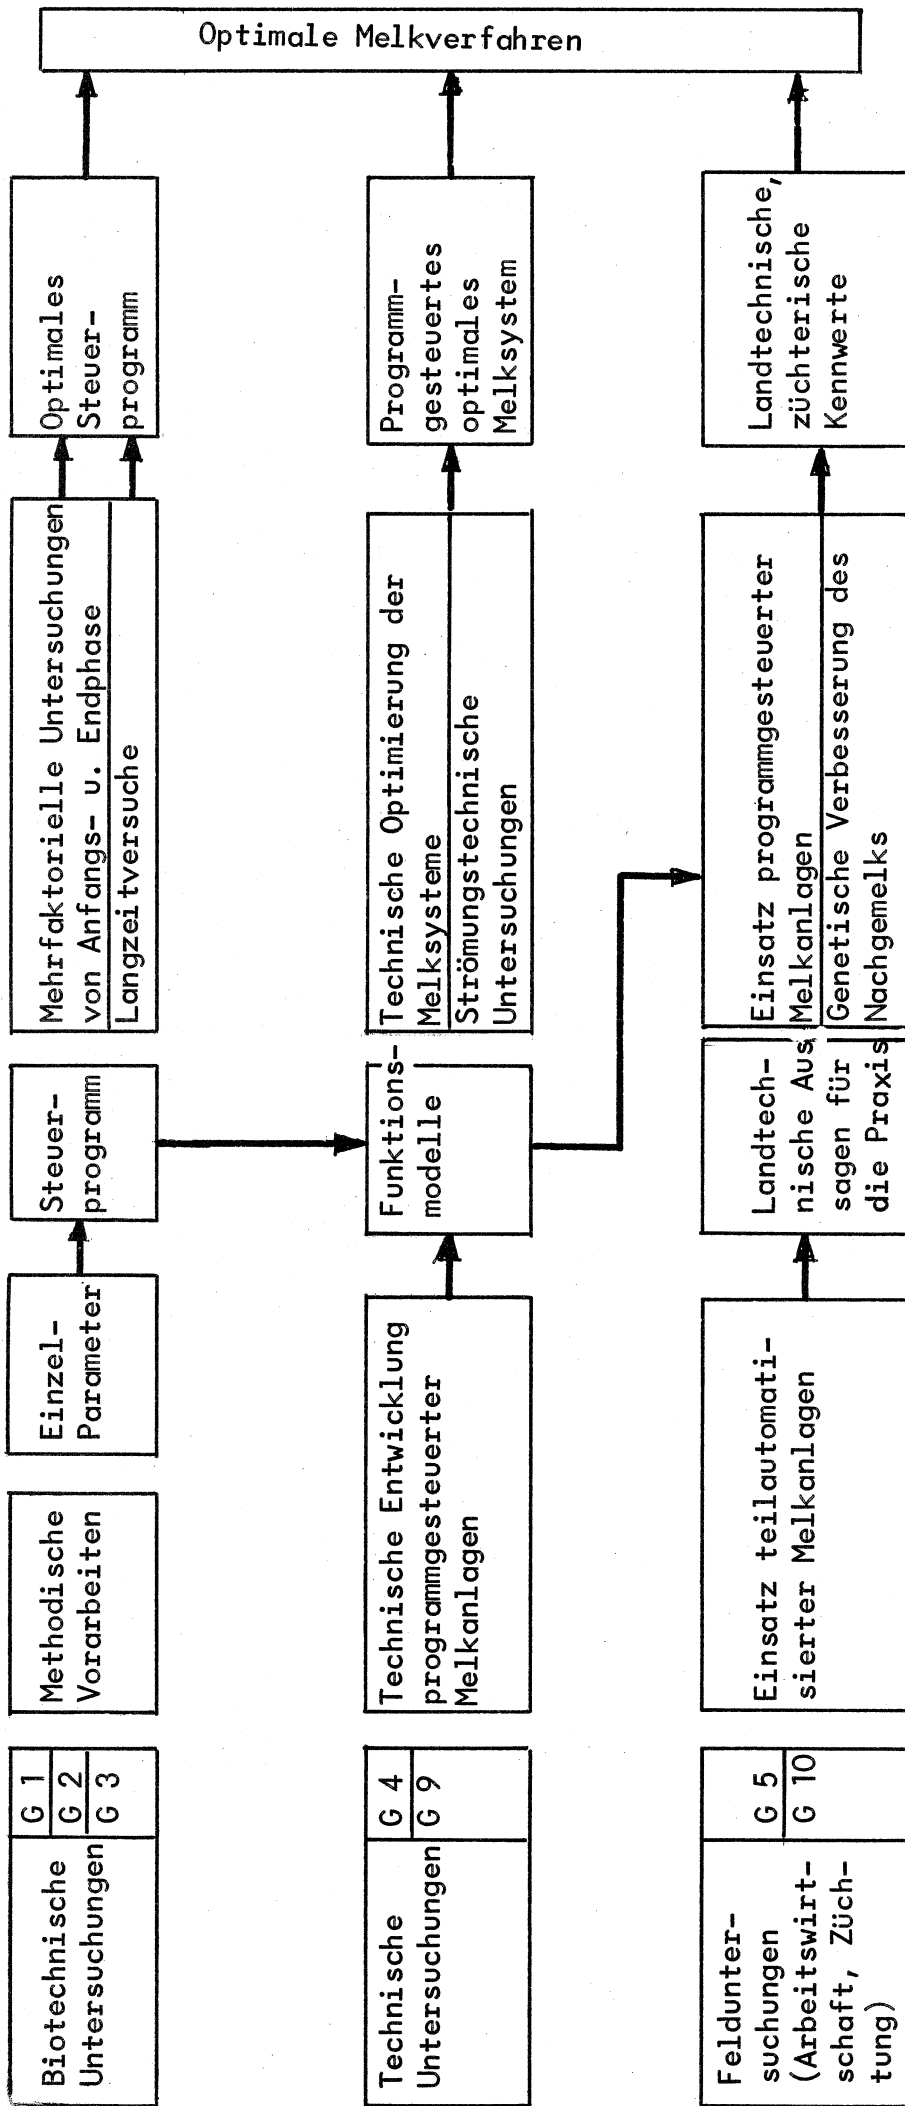 Biotechnische
Untersuchungen
G 1
G 2
G 3
Methodische
Vorarbeiten
Einzel-
Parameter
Steuer-
programm
Mehrfaktorielle Untersuchungen
von Anfangs- u. Endphase
Langzeitversuche
Optimales
Steuer-
programm
Technische
Untersuchungen
G 4
G 9
Technische Entwicklung
programmgesteuerter
Melkanlagen
Funktions-
modelle
Technische Optimierung der
Melksysteme
Strömungstechnische
Untersuchungen
Programm-
gesteuertes
optimales
Melksystem
Feldunter-
suchungen
(Arbeitswirt-
schaft, Züch-
tung)
G 5
G 10
Einsatz teilautomati-
sierter Melkanlagen
Landtech-
nische Aus
sagen für
die Praxis
Einsatz programmgesteuerter
Melkanlagen
Genetische Verbesserung des
Nachgemelks
Landtechnische,
züchterische
Kennwerte
Optimale Melkverfahren